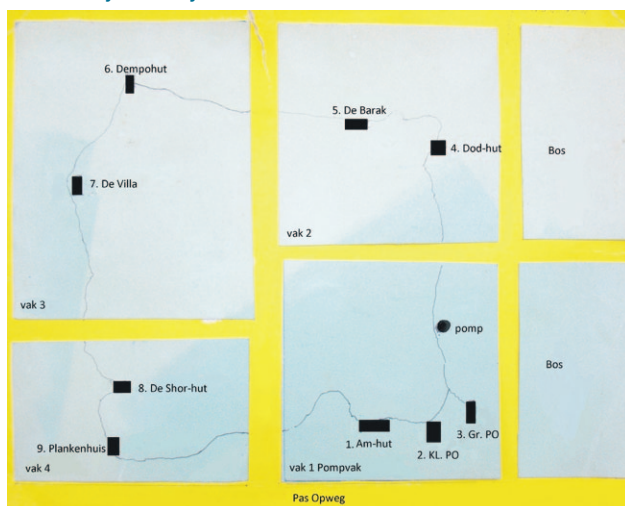 6. Dempohut
5. De Barak
4. Dod-hut
Bos
7. De Villa
vak 2
vak 3
pomp
Bos
8. De Shor-hut
3. Gr. PO
9. Plankenhuis
1. Am-hut
2. KL. PO
vak 4
vak 1 Pompvak
Pas Opweg